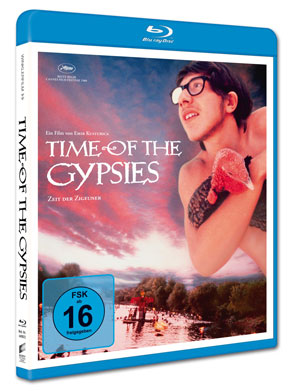 Blu-ray Disc
Ein Film von Emir Kusturica
TIME OF THE
GYPSIES
ZEIT DER ZIGEUNER
FSK
ab
16
freigegeben
TIME OF THE GYPSIES